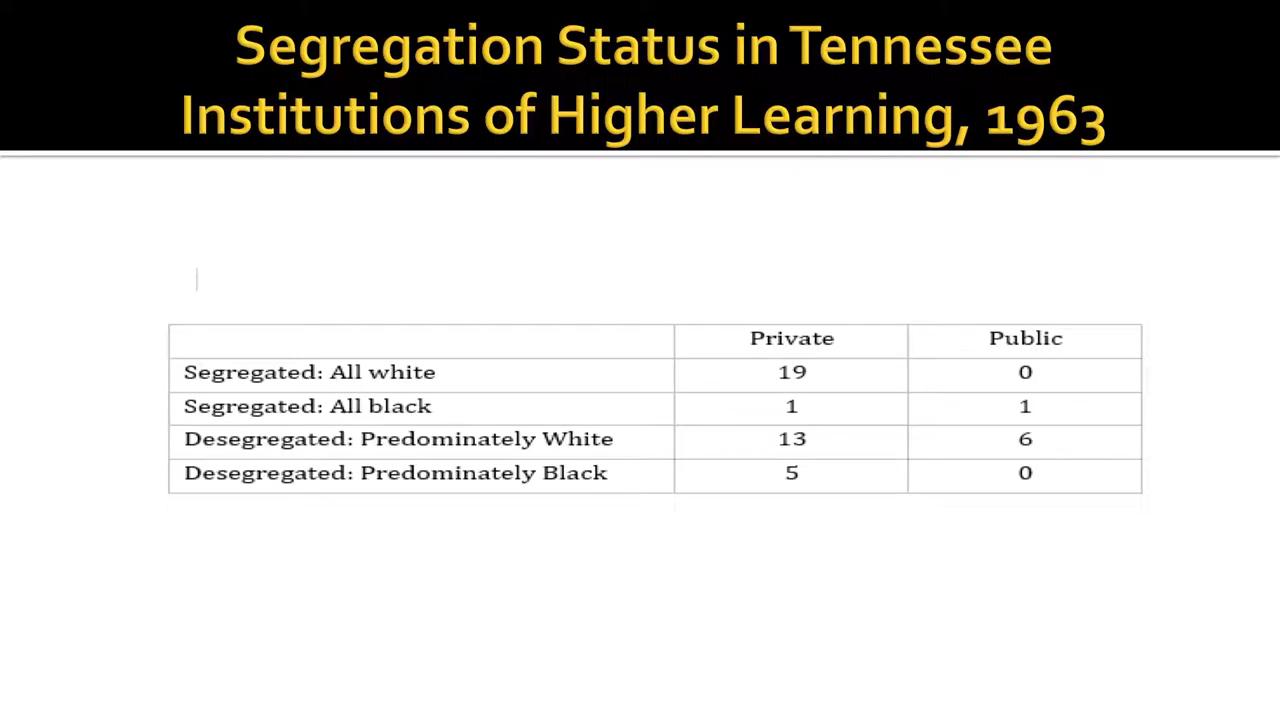 Segregation Status in Tennessee
Institutions of Higher Learning, 1963
Private Public
Segregated: All white 19 0
Segregated: All black 1 1
Desegregated: Predominately White 13 6
Desegregated: Predominately Black 5 0